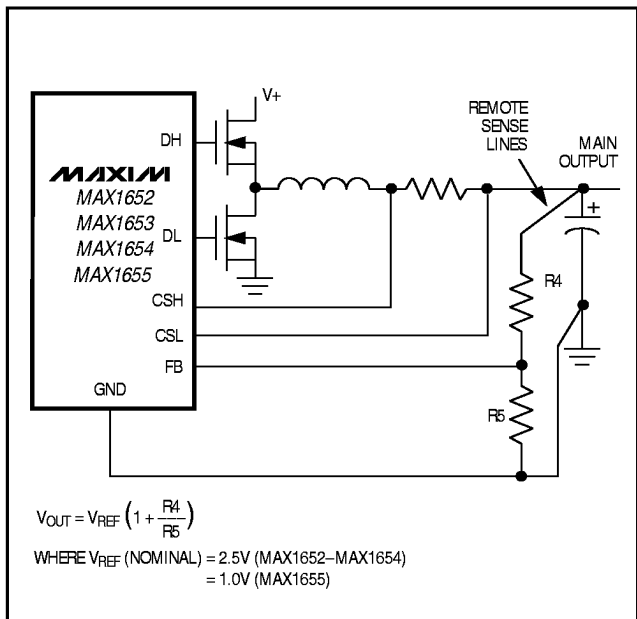 V+
DH
REMOTE
SENSE
LINES
MAIN
OUTPUT
MAXIM
MAX1652
MAX1653
MAX1654
MAX1655
DL
+
R4
CSH
CSL
FB
GND
R5
VOUT = VREF (1 + R4/R5)
WHERE VREF (NOMINAL) = 2.5V (MAX1652–MAX1654)
= 1.0V (MAX1655)